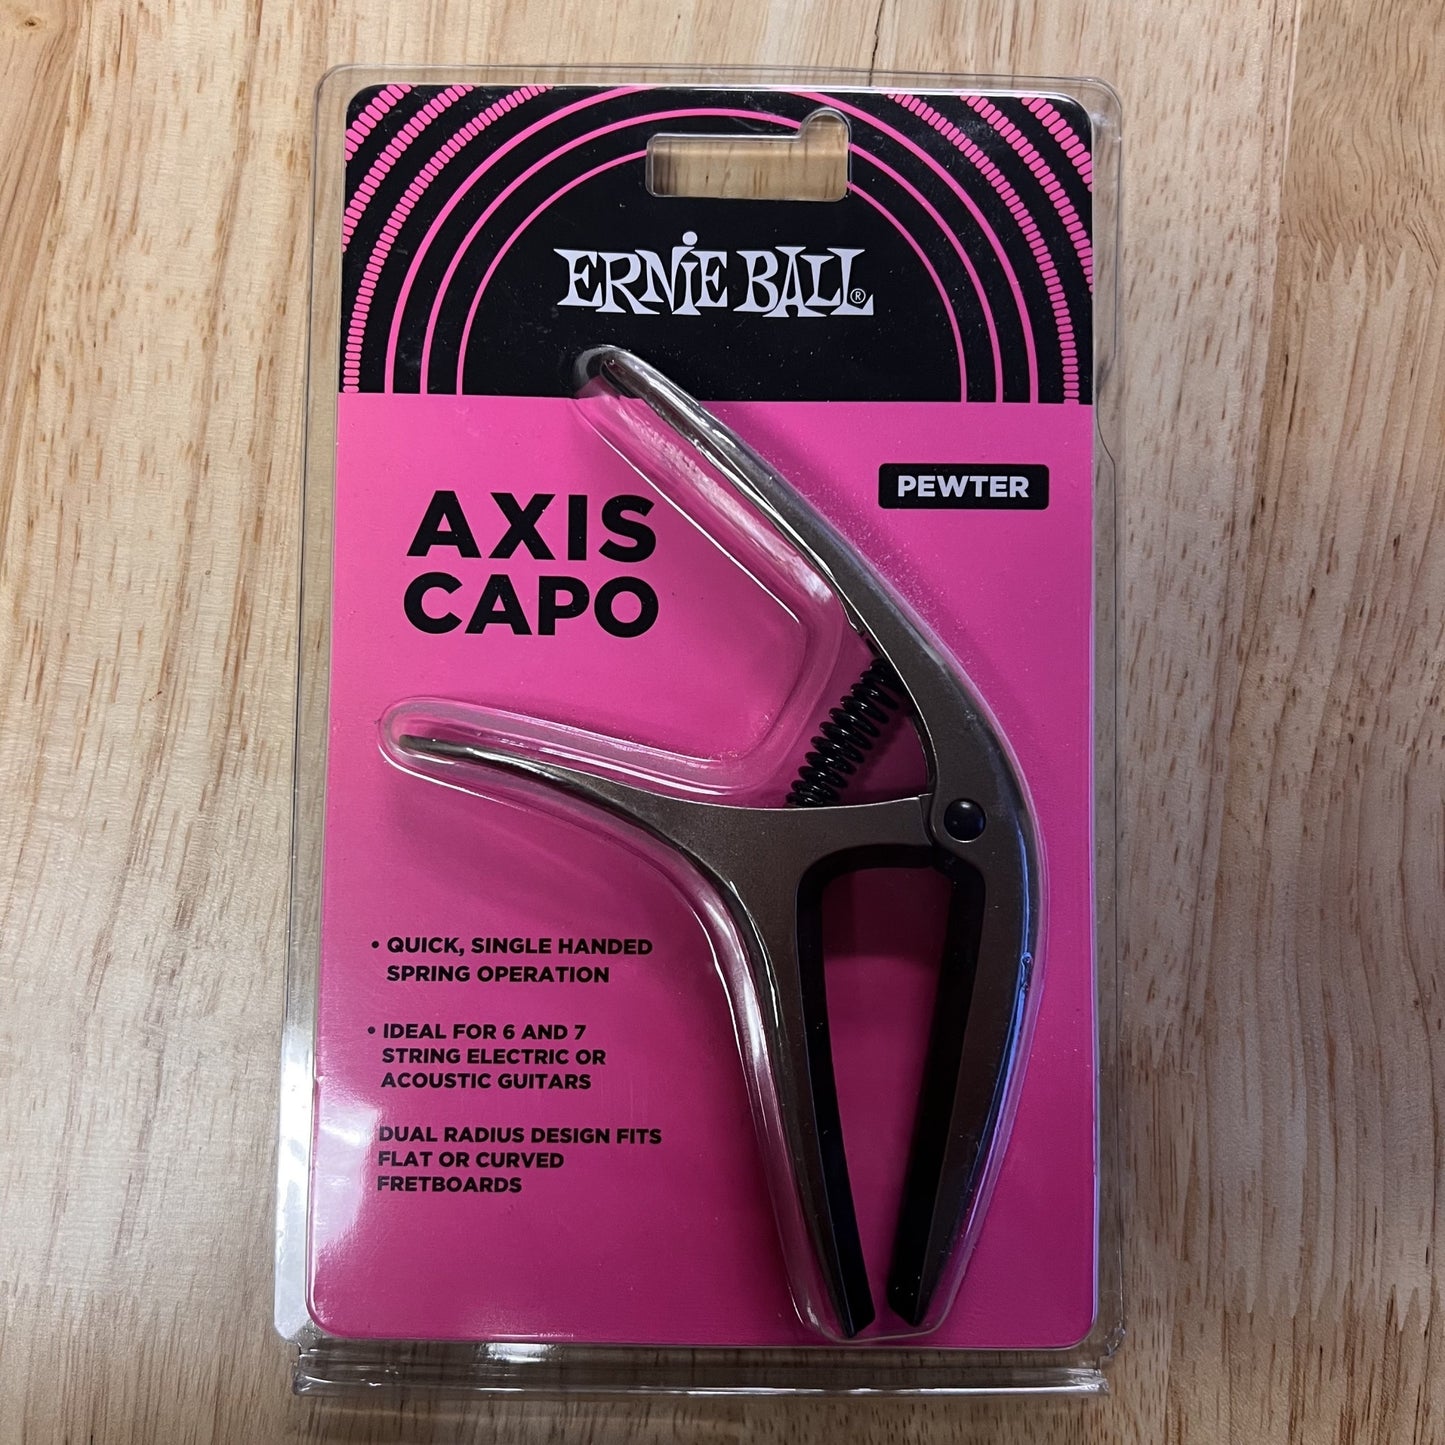 ERNIE BALL®
PEWTER
AXIS
CAPO
• QUICK, SINGLE HANDED
SPRING OPERATION
• IDEAL FOR 6 AND 7
STRING ELECTRIC OR
ACOUSTIC GUITARS
DUAL RADIUS DESIGN FITS
FLAT OR CURVED
FRETBOARDS